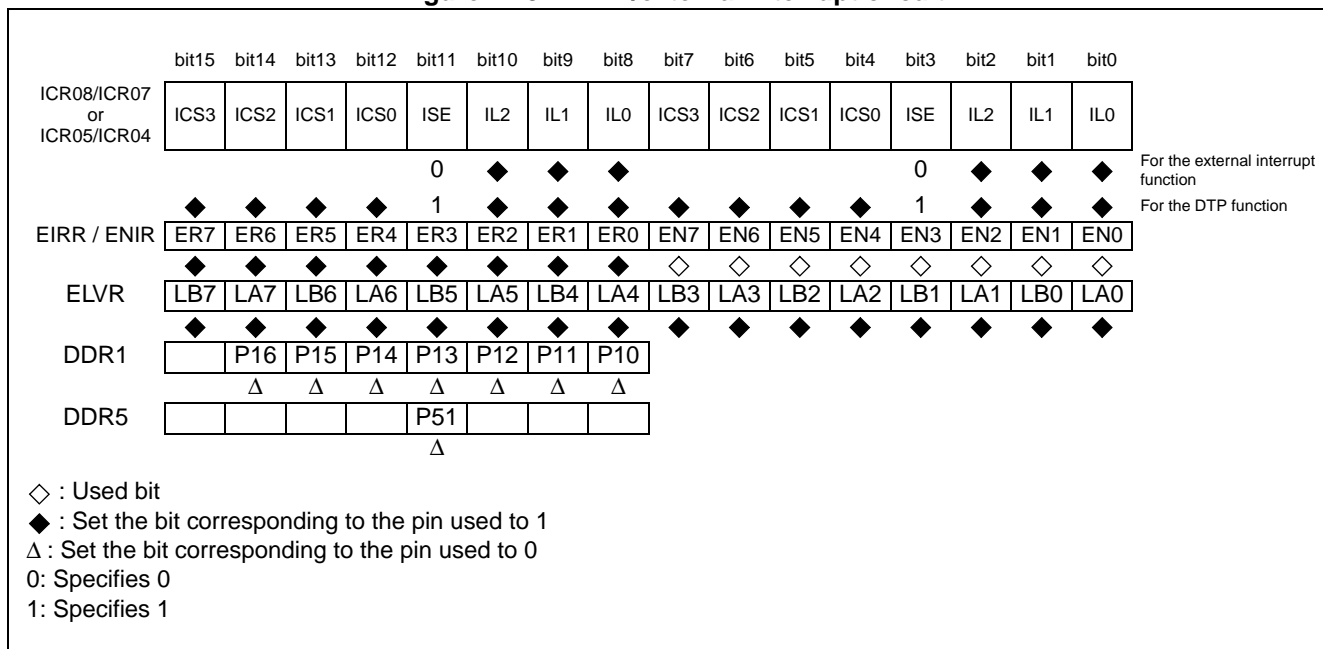 bit15 bit14 bit13 bit12 bit11 bit10 bit9 bit8 bit7 bit6 bit5 bit4 bit3 bit2 bit1 bit0
ICR08/ICR07
or
ICR05/ICR04
ICS3 ICS2 ICS1 ICS0 ISE IL2 IL1 IL0 ICS3 ICS2 ICS1 ICS0 ISE IL2 IL1 IL0
0 ◆ ◆ ◆ 0 ◆ ◆ ◆ For the external interrupt
function
◆ ◆ ◆ ◆ 1 ◆ ◆ ◆ ◆ ◆ ◆ ◆ 1 ◆ ◆ ◆ For the DTP function
EIRR / ENIR ER7 ER6 ER5 ER4 ER3 ER2 ER1 ER0 EN7 EN6 EN5 EN4 EN3 EN2 EN1 EN0
◆ ◆ ◆ ◆ ◆ ◆ ◆ ◆ ◇ ◇ ◇ ◇ ◇ ◇ ◇ ◇
ELVR LB7 LA7 LB6 LA6 LB5 LA5 LB4 LA4 LB3 LA3 LB2 LA2 LB1 LA1 LB0 LA0
◆ ◆ ◆ ◆ ◆ ◆ ◆ ◆ ◆ ◆ ◆ ◆ ◆ ◆ ◆ ◆
DDR1 P16 P15 P14 P13 P12 P11 P10
Δ Δ Δ Δ Δ Δ Δ
DDR5 P51
Δ
◇ : Used bit
◆ : Set the bit corresponding to the pin used to 1
Δ : Set the bit corresponding to the pin used to 0
0: Specifies 0
1: Specifies 1